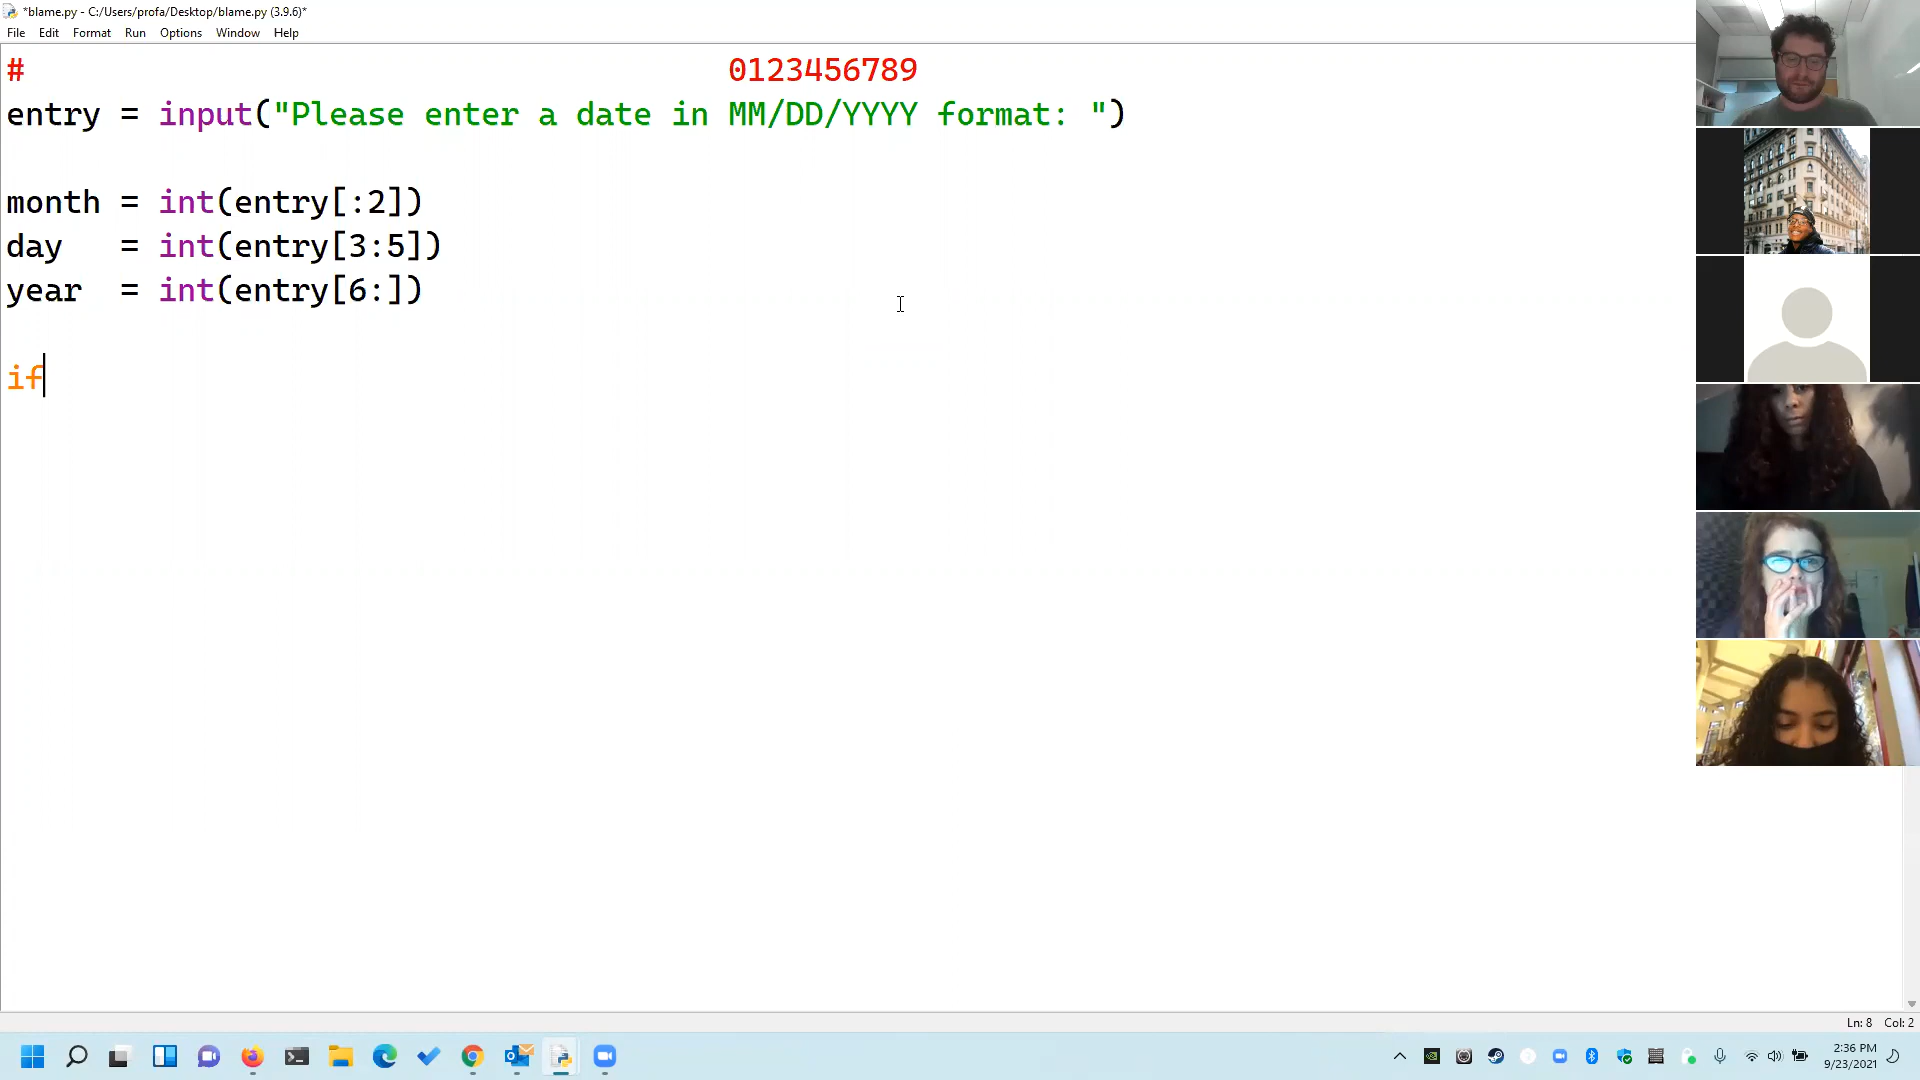 *blame.py - C:/Users/profa/Desktop/blame.py (3.9.6)*
File Edit Format Run Options Window Help
# 0123456789
entry = input("Please enter a date in MM/DD/YYYY format: ")
month = int(entry[:2])
day = int(entry[3:5])
year = int(entry[6:])
if
Ln: 8 Col: 2
2:36 PM
9/23/2021